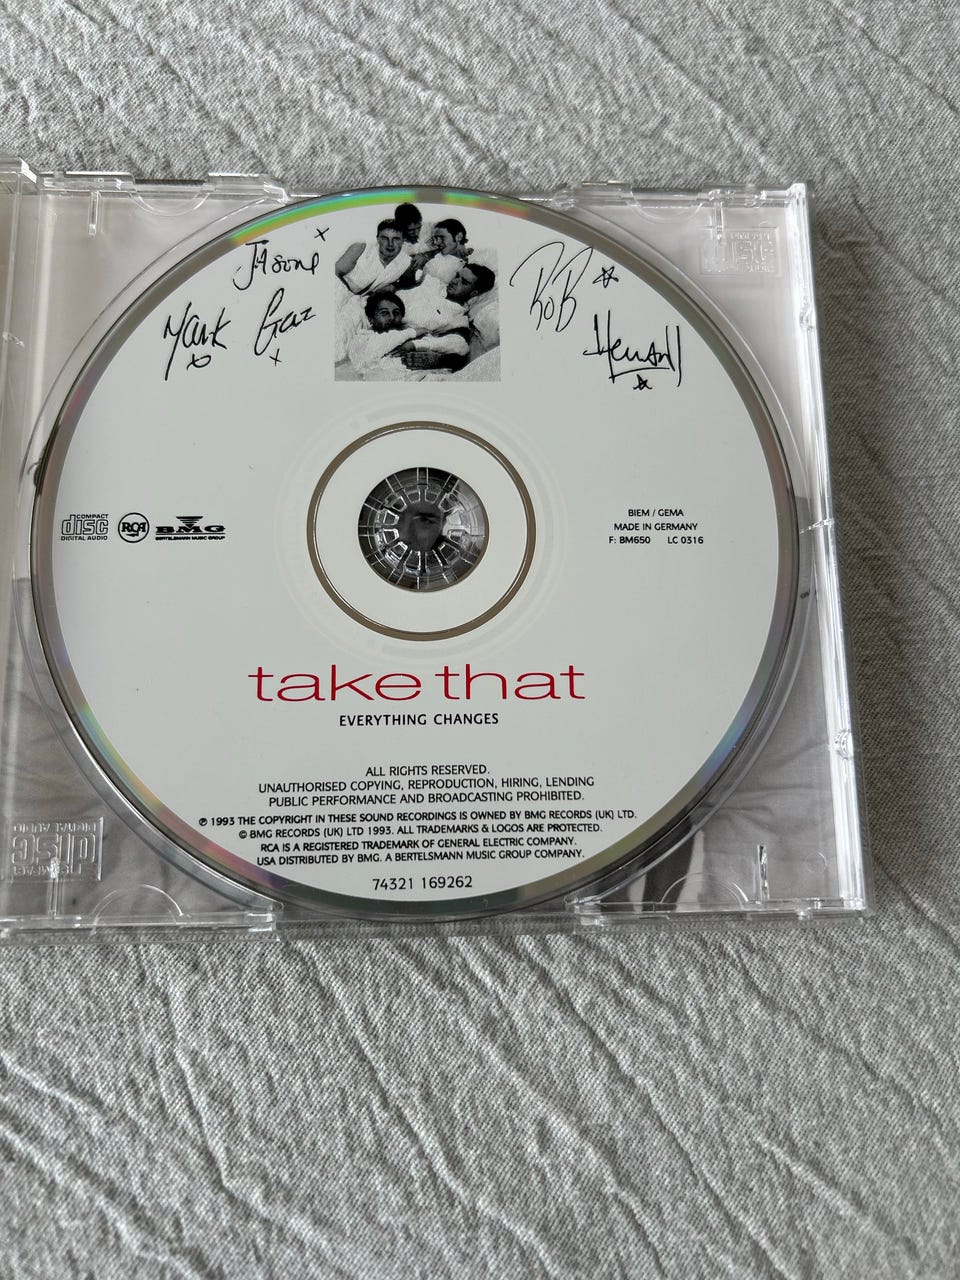 Jasone x
Mark
Gaz x
RoB
Howard
COMPACT
disc
DIGITAL AUDIO
RCA
BMG
BERTELSMANN MUSIC GROUP
BIEM / GEMA
MADE IN GERMANY
F: BM650 LC 0316
take that
EVERYTHING CHANGES
ALL RIGHTS RESERVED.
UNAUTHORISED COPYING, REPRODUCTION, HIRING, LENDING
PUBLIC PERFORMANCE AND BROADCASTING PROHIBITED.
℗ 1993 THE COPYRIGHT IN THESE SOUND RECORDINGS IS OWNED BY BMG RECORDS (UK) LTD.
© BMG RECORDS (UK) LTD 1993. ALL TRADEMARKS & LOGOS ARE PROTECTED.
RCA IS A REGISTERED TRADEMARK OF GENERAL ELECTRIC COMPANY.
USA DISTRIBUTED BY BMG. A BERTELSMANN MUSIC GROUP COMPANY.
74321 169262